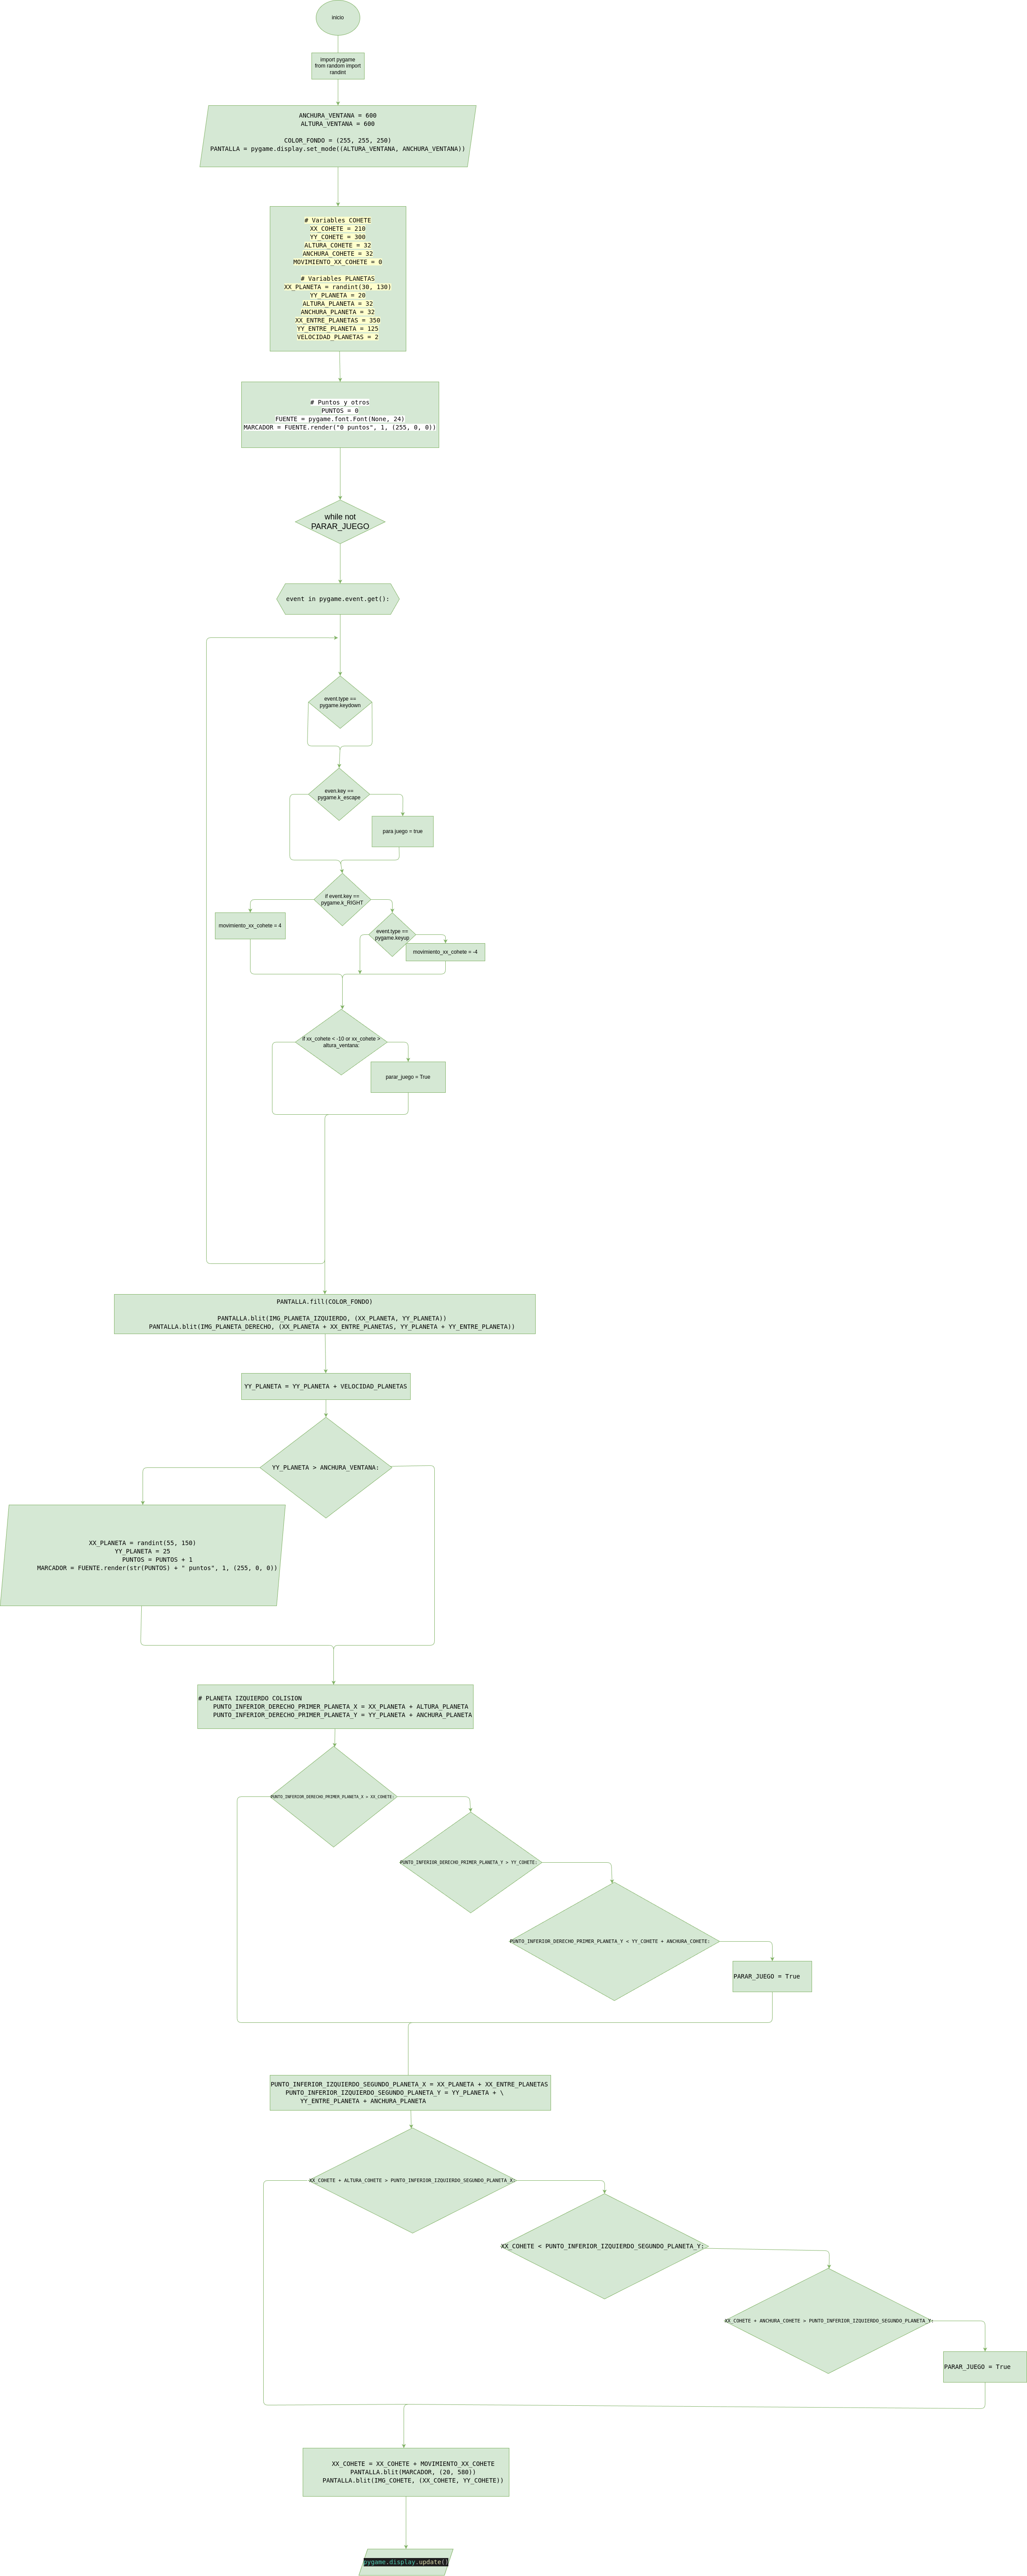 inicio
import pygame
from random import import
randint
ANCHURA_VENTANA = 600
ALTURA_VENTANA = 600
COLOR_FONDO = (255, 255, 250)
PANTALLA = pygame.display.set_mode((ALTURA_VENTANA, ANCHURA_VENTANA))
# Variables COHETE
XX_COHETE = 210
YY_COHETE = 300
ALTURA_COHETE = 32
ANCHURA_COHETE = 32
MOVIMIENTO_XX_COHETE = 0
# Variables PLANETAS
XX_PLANETA = randint(30, 130)
YY_PLANETA = 20
ALTURA_PLANETA = 32
ANCHURA_PLANETA = 32
XX_ENTRE_PLANETAS = 350
YY_ENTRE_PLANETA = 125
VELOCIDAD_PLANETAS = 2
# Puntos y otros
PUNTOS = 0
FUENTE = pygame.font.Font(None, 24)
MARCADOR = FUENTE.render("0 puntos", 1, (255, 0, 0))
while not
PARAR_JUEGO
event in pygame.event.get():
event.type ==
pygame.keydown
even.key ==
pygame.k_escape
para juego = true
if event.key ==
pygame.k_RIGHT
movimiento_xx_cohete = 4
event.type ==
pygame.keyup
movimiento_xx_cohete = -4
if xx_cohete < -10 or xx_cohete >
altura_ventana:
parar_juego = True
PANTALLA.fill(COLOR_FONDO)
PANTALLA.blit(IMG_PLANETA_IZQUIERDO, (XX_PLANETA, YY_PLANETA))
PANTALLA.blit(IMG_PLANETA_DERECHO, (XX_PLANETA + XX_ENTRE_PLANETAS, YY_PLANETA + YY_ENTRE_PLANETA))
YY_PLANETA = YY_PLANETA + VELOCIDAD_PLANETAS
YY_PLANETA > ANCHURA_VENTANA:
XX_PLANETA = randint(55, 150)
YY_PLANETA = 25
PUNTOS = PUNTOS + 1
MARCADOR = FUENTE.render(str(PUNTOS) + " puntos", 1, (255, 0, 0))
# PLANETA IZQUIERDO COLISION
PUNTO_INFERIOR_DERECHO_PRIMER_PLANETA_X = XX_PLANETA + ALTURA_PLANETA
PUNTO_INFERIOR_DERECHO_PRIMER_PLANETA_Y = YY_PLANETA + ANCHURA_PLANETA
PUNTO_INFERIOR_DERECHO_PRIMER_PLANETA_X > XX_COHETE:
PUNTO_INFERIOR_DERECHO_PRIMER_PLANETA_Y > YY_COHETE:
PUNTO_INFERIOR_DERECHO_PRIMER_PLANETA_Y < YY_COHETE + ANCHURA_COHETE:
PARAR_JUEGO = True
PUNTO_INFERIOR_IZQUIERDO_SEGUNDO_PLANETA_X = XX_PLANETA + XX_ENTRE_PLANETAS
PUNTO_INFERIOR_IZQUIERDO_SEGUNDO_PLANETA_Y = YY_PLANETA + \
YY_ENTRE_PLANETA + ANCHURA_PLANETA
XX_COHETE + ALTURA_COHETE > PUNTO_INFERIOR_IZQUIERDO_SEGUNDO_PLANETA_X:
XX_COHETE < PUNTO_INFERIOR_IZQUIERDO_SEGUNDO_PLANETA_Y:
XX_COHETE + ANCHURA_COHETE > PUNTO_INFERIOR_IZQUIERDO_SEGUNDO_PLANETA_Y:
PARAR_JUEGO = True
XX_COHETE = XX_COHETE + MOVIMIENTO_XX_COHETE
PANTALLA.blit(MARCADOR, (20, 580))
PANTALLA.blit(IMG_COHETE, (XX_COHETE, YY_COHETE))
pygame.display.update()